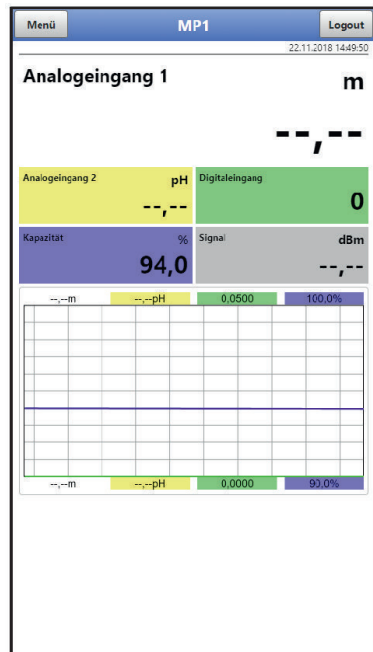 Menü MP1 Logout
22.11.2018 14:49:50
Analogeingang 1 m
--,--
Analogeingang 2 pH
--,--
Digitaleingang
0
Kapazität %
94,0
Signal dBm
--,--
--,--m --,--pH 0,0500 100,0%
--,--m --,--pH 0,0000 90,0%